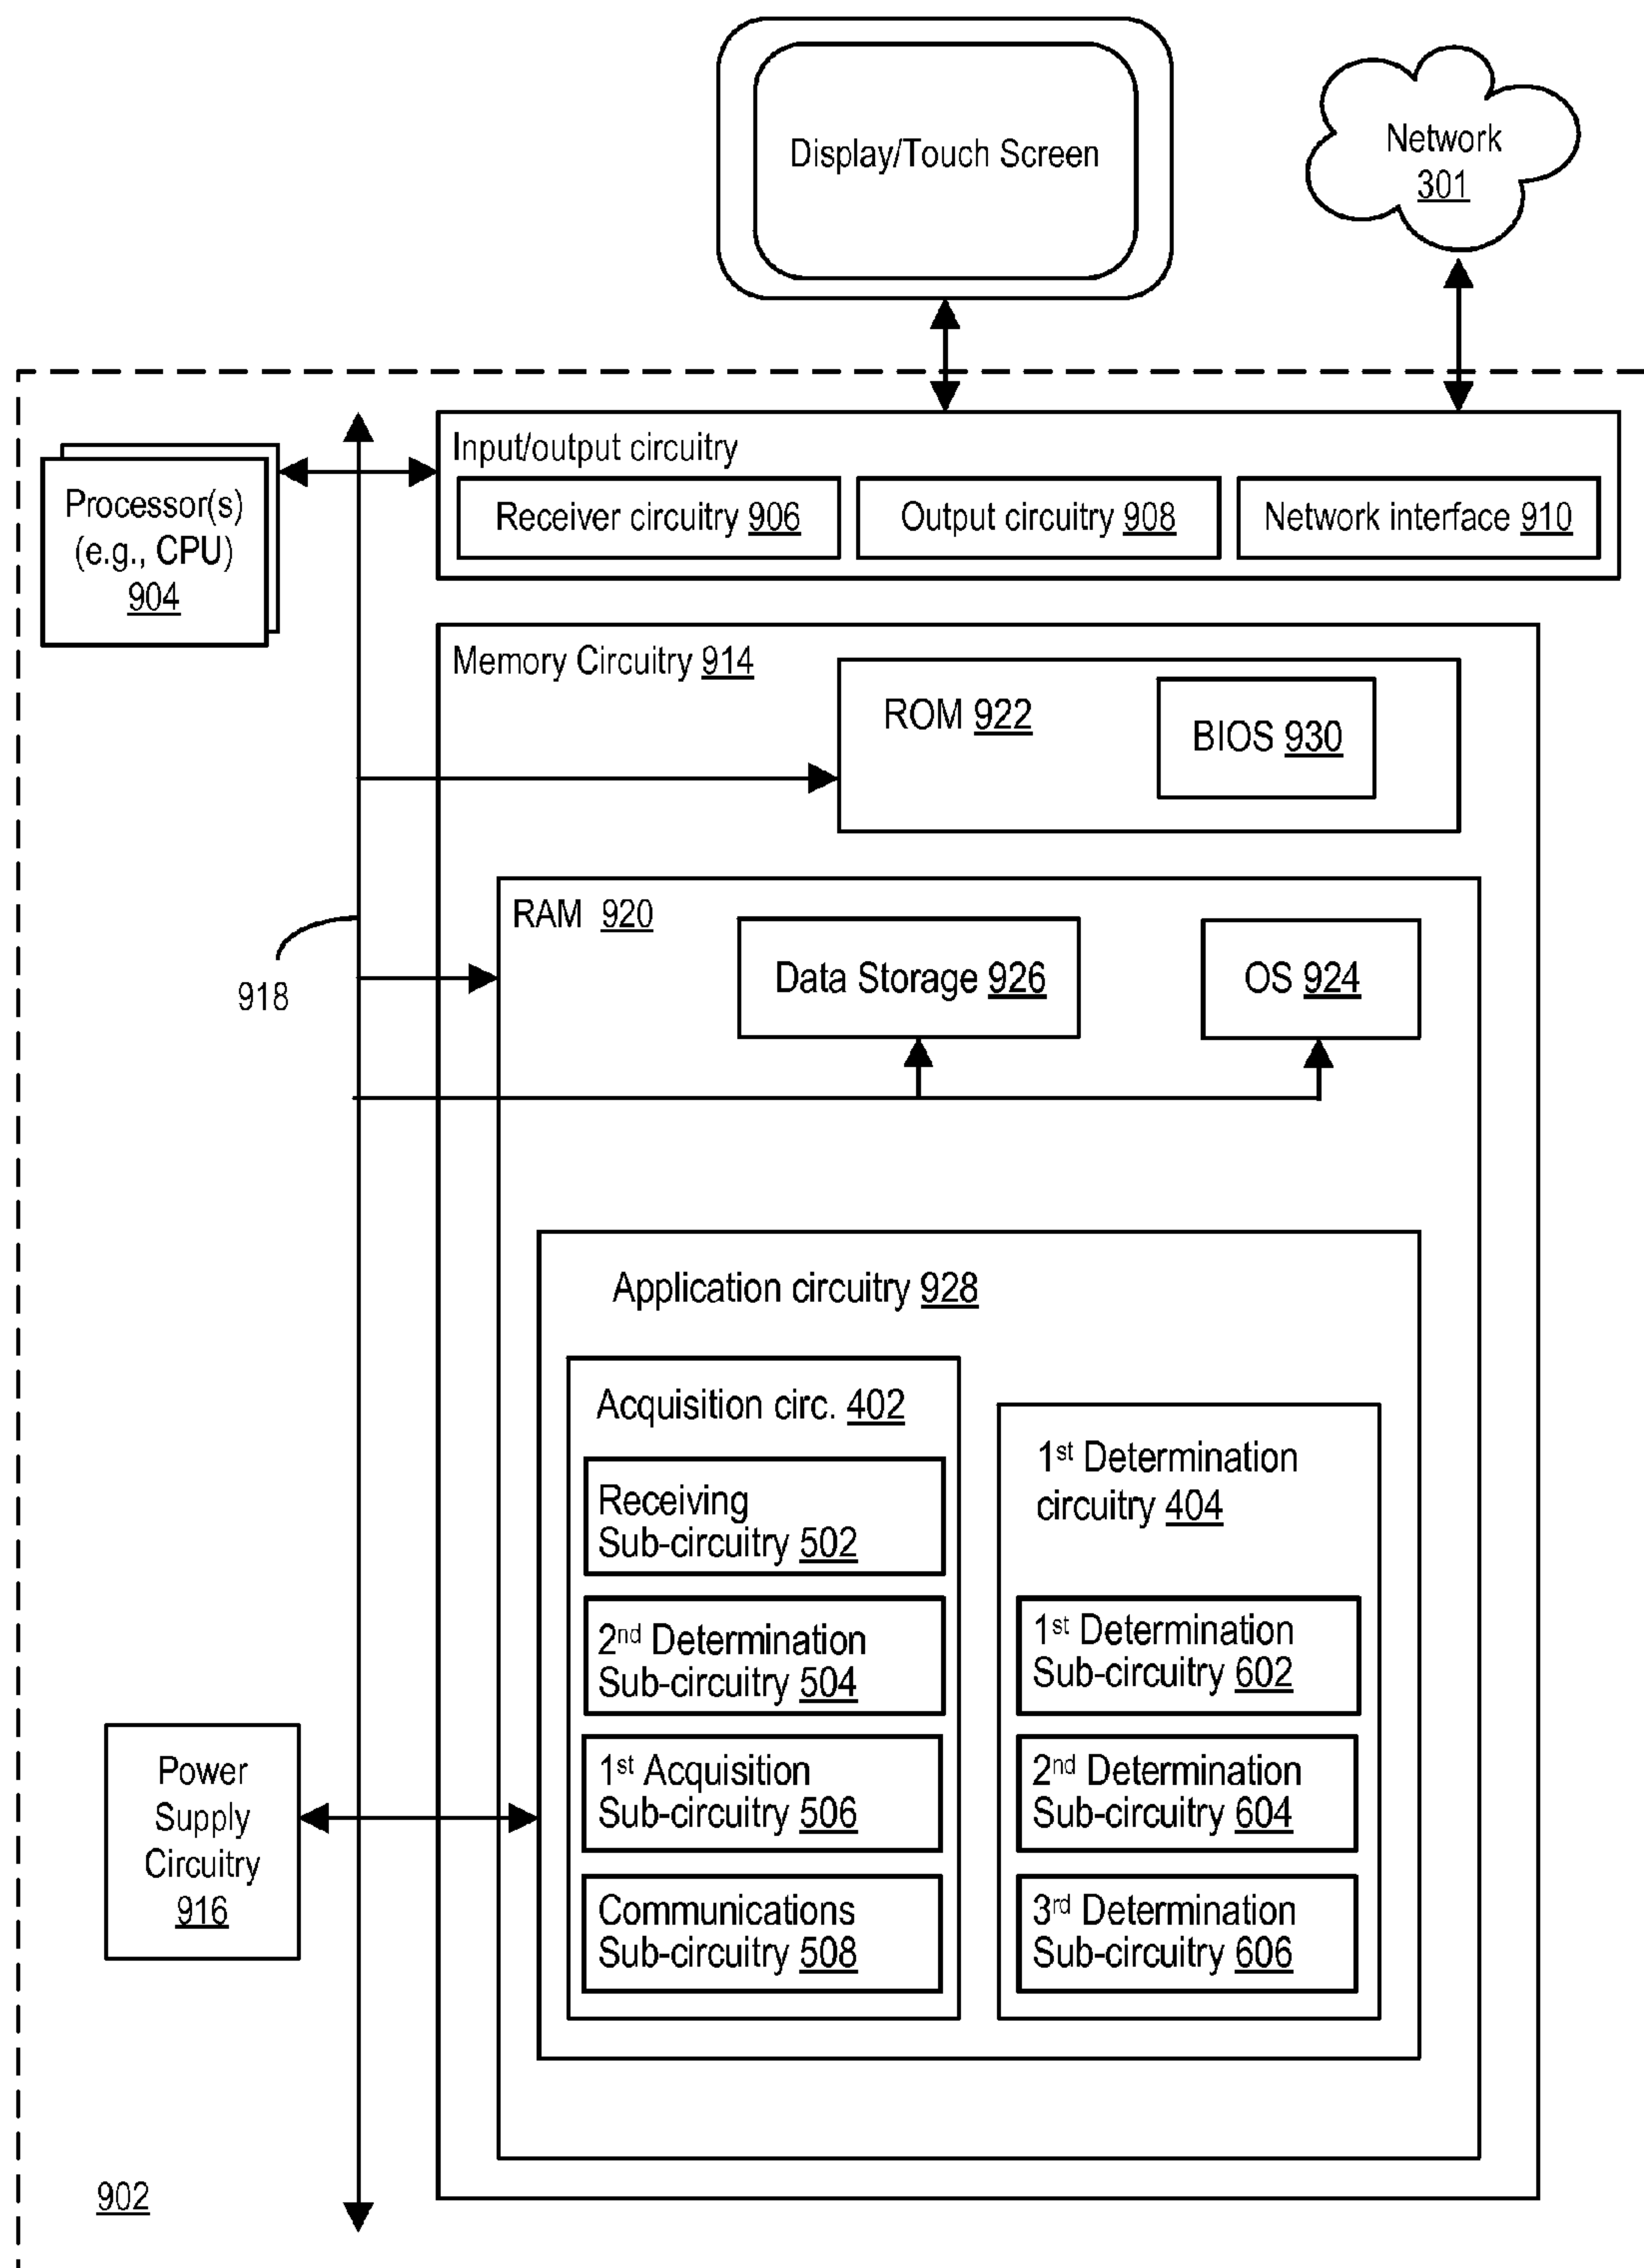 Display/Touch Screen
Network
301
Input/output circuitry
Receiver circuitry 906
Output circuitry 908
Network interface 910
Processor(s)
(e.g., CPU)
904
Memory Circuitry 914
ROM 922
BIOS 930
RAM 920
Data Storage 926
OS 924
918
Application circuitry 928
Acquisition circ. 402
Receiving
Sub-circuitry 502
2nd Determination
Sub-circuitry 504
1st Acquisition
Sub-circuitry 506
Communications
Sub-circuitry 508
1st Determination
circuitry 404
1st Determination
Sub-circuitry 602
2nd Determination
Sub-circuitry 604
3rd Determination
Sub-circuitry 606
Power
Supply
Circuitry
916
902